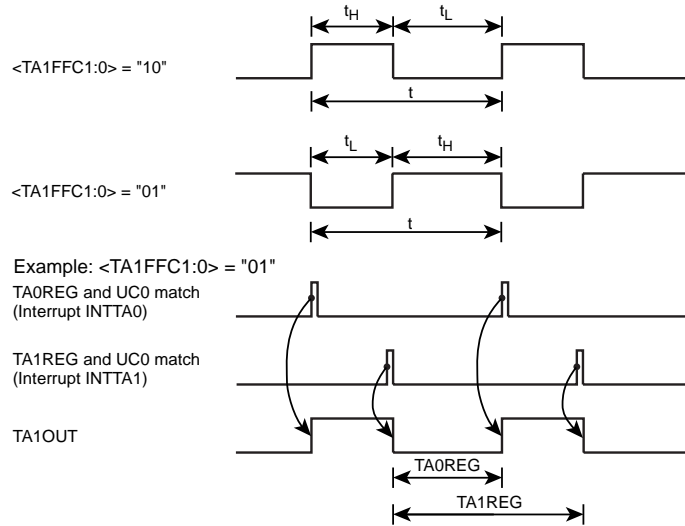 tH tL
<TA1FFC1:0> = "10"
t
tL tH
<TA1FFC1:0> = "01"
t
Example: <TA1FFC1:0> = "01"
TA0REG and UC0 match
(Interrupt INTTA0)
TA1REG and UC0 match
(Interrupt INTTA1)
TA1OUT
TA0REG
TA1REG